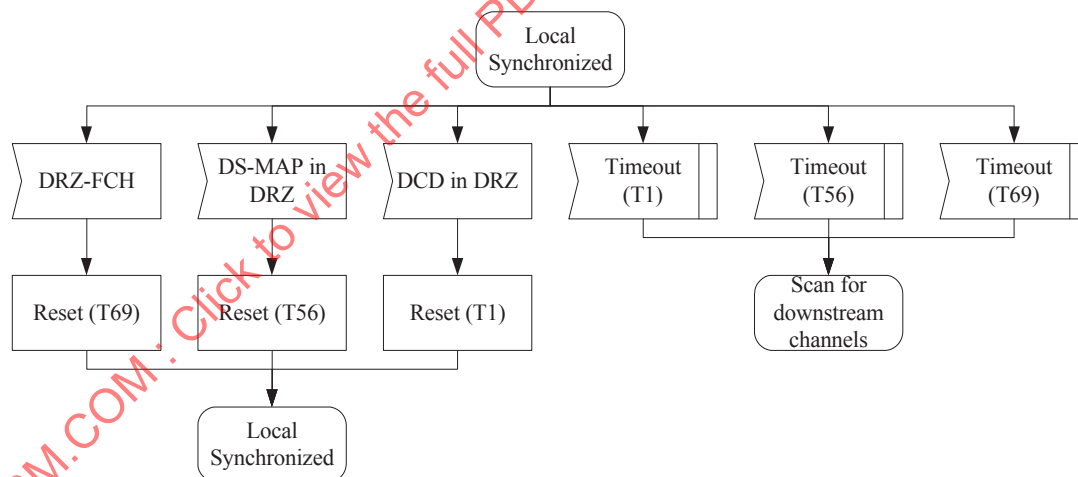 Local
Synchronized
DRZ-FCH
DS-MAP in
DRZ
DCD in DRZ
Timeout
(T1)
Timeout
(T56)
Timeout
(T69)
Reset (T69)
Reset (T56)
Reset (T1)
Scan for
downstream
channels
Local
Synchronized
M.COM : Click to view the full